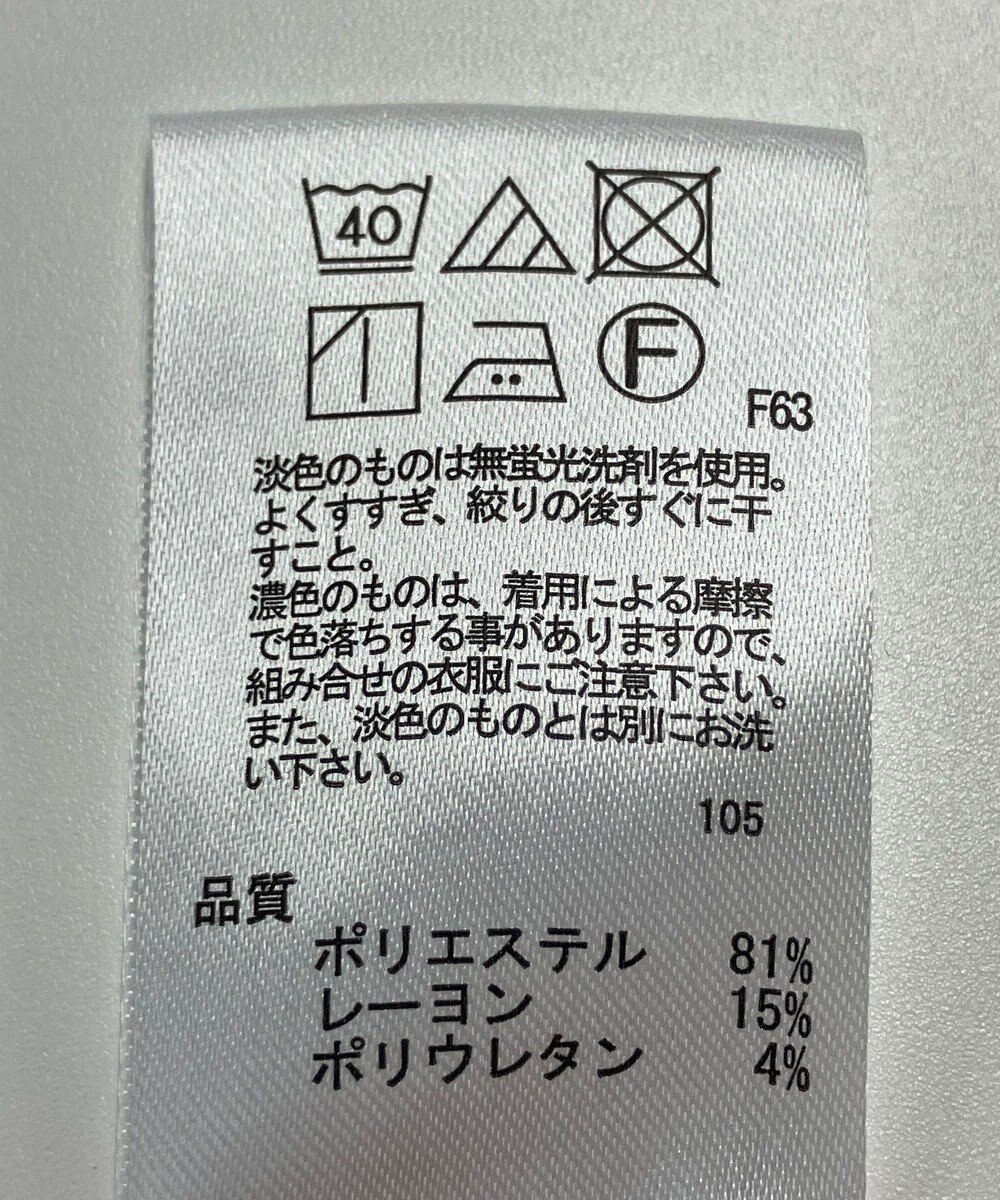 40
F
F63
淡色のものは無蛍光洗剤を使用。
よくすすぎ、絞りの後すぐに干
すこと。
濃色のものは、着用による摩擦
で色落ちする事がありますので、
組み合せの衣服にご注意下さい。
また、淡色のものとは別にお洗
い下さい。
105
品質
ポリエステル 81%
レーヨン 15%
ポリウレタン 4%